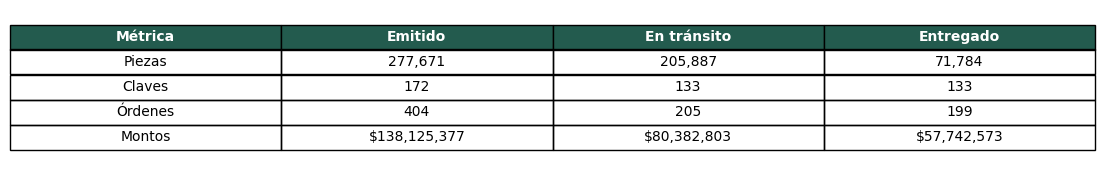 Métrica Emitido En tránsito Entregado
Piezas 277,671 205,887 71,784
Claves 172 133 133
Órdenes 404 205 199
Montos $138,125,377 $80,382,803 $57,742,573